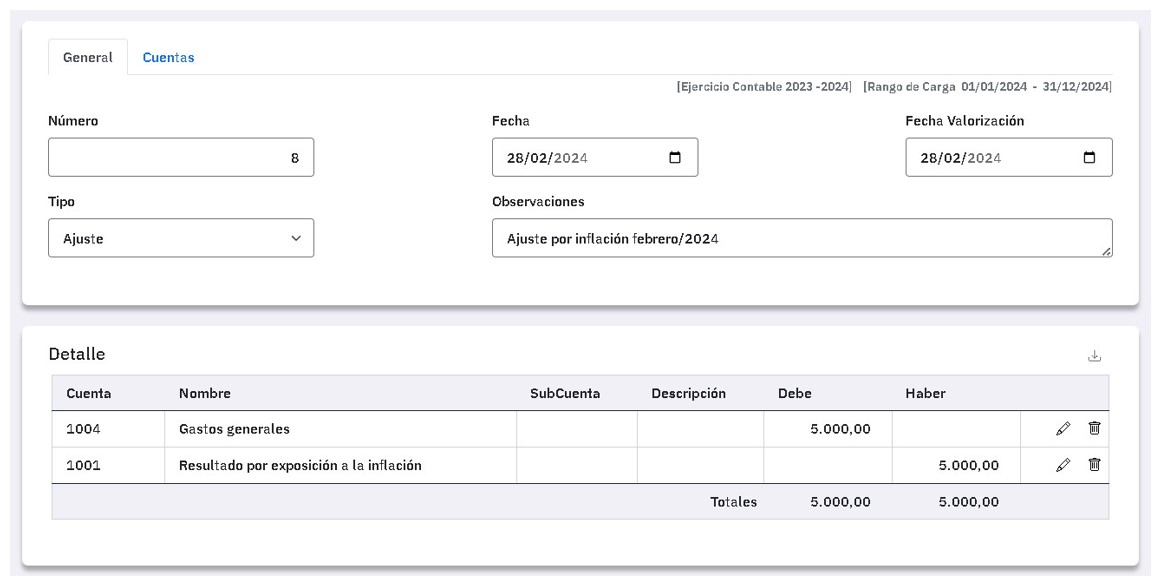 General Cuentas
[Ejercicio Contable 2023 -2024] [Rango de Carga 01/01/2024 - 31/12/2024]
Número Fecha Fecha Valorización
8 28/02/2024 28/02/2024
Tipo Observaciones
Ajuste Ajuste por inflación febrero/2024
Detalle
Cuenta Nombre SubCuenta Descripción Debe Haber
1004 Gastos generales 5.000,00
1001 Resultado por exposición a la inflación 5.000,00
Totales 5.000,00 5.000,00